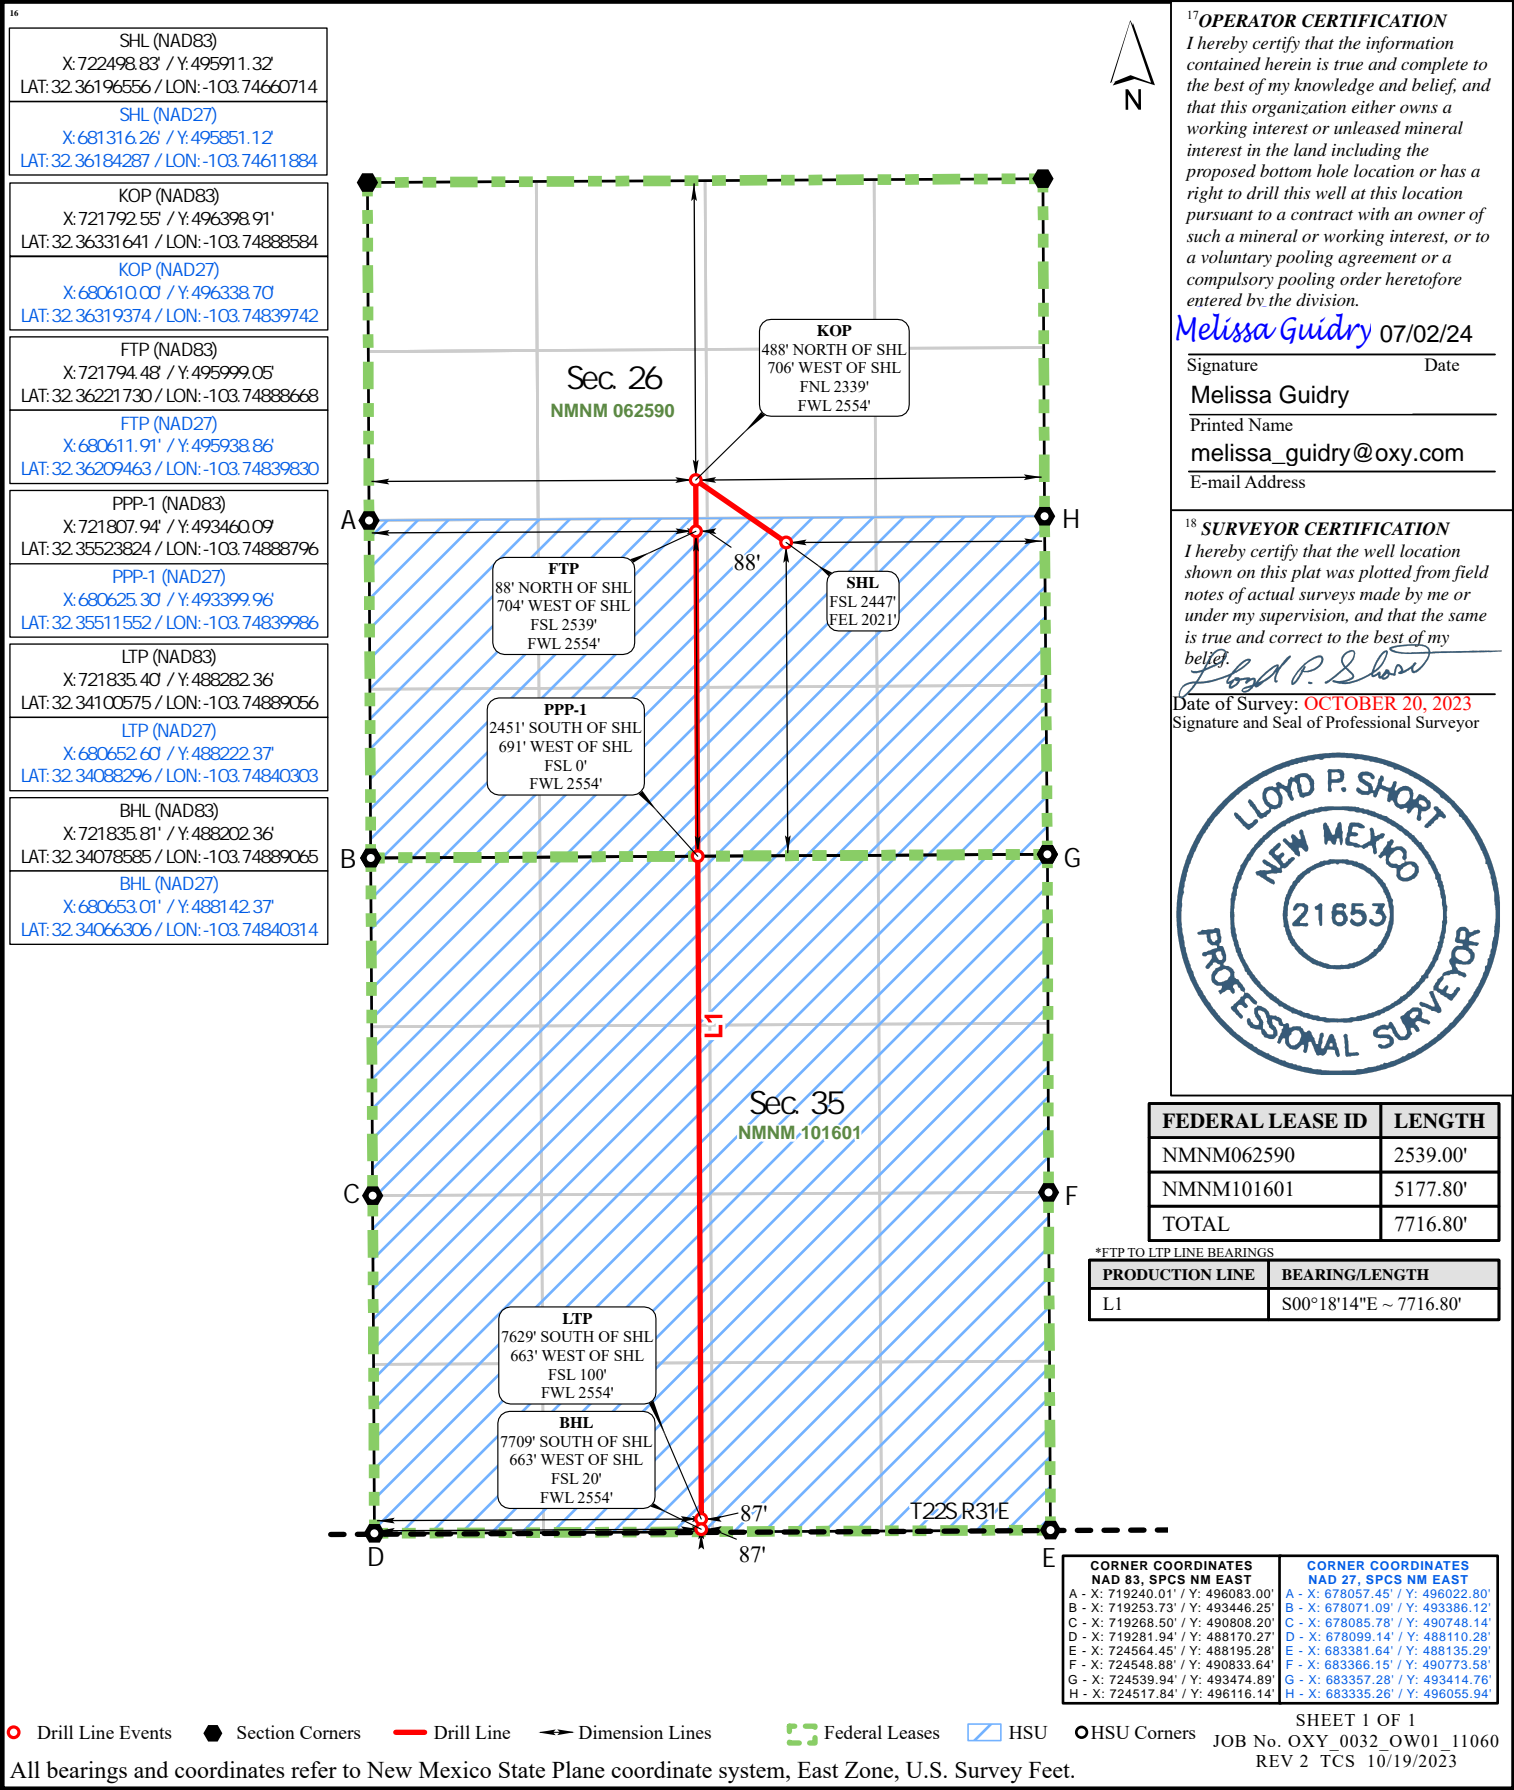 16
SHL (NAD83)
X:722498.83' / Y:495911.32'
LAT:32.36196556 / LON:-103.74660714
SHL (NAD27)
X:681316.26' / Y:495851.12'
LAT:32.36184287 / LON:-103.74611884
KOP (NAD83)
X:721792.55' / Y:496398.91'
LAT:32.36331641 / LON:-103.74888584
KOP (NAD27)
X:680610.00' / Y:496338.70'
LAT:32.36319374 / LON:-103.74839742
FTP (NAD83)
X:721794.48' / Y:495999.05'
LAT:32.36221730 / LON:-103.74888668
FTP (NAD27)
X:680611.91' / Y:495938.86'
LAT:32.36209463 / LON:-103.74839830
PPP-1 (NAD83)
X:721807.94' / Y:493460.09'
LAT:32.35523824 / LON:-103.74888796
PPP-1 (NAD27)
X:680625.30' / Y:493399.96'
LAT:32.35511552 / LON:-103.74839986
LTP (NAD83)
X:721835.40' / Y:488282.36'
LAT:32.34100575 / LON:-103.74889056
LTP (NAD27)
X:680652.60' / Y:488222.37'
LAT:32.34088296 / LON:-103.74840303
BHL (NAD83)
X:721835.81' / Y:488202.36'
LAT:32.34078585 / LON:-103.74889065
BHL (NAD27)
X:680653.01' / Y:488142.37'
LAT:32.34066306 / LON:-103.74840314
N
KOP
488' NORTH OF SHL
706' WEST OF SHL
FNL 2339'
FWL 2554'
Sec. 26
NMNM 062590
A
H
88'
FTP
88' NORTH OF SHL
704' WEST OF SHL
FSL 2539'
FWL 2554'
SHL
FSL 2447'
FEL 2021'
PPP-1
2451' SOUTH OF SHL
691' WEST OF SHL
FSL 0'
FWL 2554'
B
G
L1
Sec. 35
NMNM 101601
C
F
LTP
7629' SOUTH OF SHL
663' WEST OF SHL
FSL 100'
FWL 2554'
BHL
7709' SOUTH OF SHL
663' WEST OF SHL
FSL 20'
FWL 2554'
87'
T22S R31E
87'
D
E
17 OPERATOR CERTIFICATION
I hereby certify that the information
contained herein is true and complete to
the best of my knowledge and belief, and
that this organization either owns a
working interest or unleased mineral
interest in the land including the
proposed bottom hole location or has a
right to drill this well at this location
pursuant to a contract with an owner of
such a mineral or working interest, or to
a voluntary pooling agreement or a
compulsory pooling order heretofore
entered by the division.
Melissa Guidry 07/02/24
Signature Date
Melissa Guidry
Printed Name
melissa_guidry@oxy.com
E-mail Address
18 SURVEYOR CERTIFICATION
I hereby certify that the well location
shown on this plat was plotted from field
notes of actual surveys made by me or
under my supervision, and that the same
is true and correct to the best of my
belief.
Lloyd P. Short
Date of Survey: OCTOBER 20, 2023
Signature and Seal of Professional Surveyor
LLOYD P. SHORT
NEW MEXICO
21653
PROFESSIONAL SURVEYOR
FEDERAL LEASE ID LENGTH
NMNM062590 2539.00'
NMNM101601 5177.80'
TOTAL 7716.80'
*FTP TO LTP LINE BEARINGS
PRODUCTION LINE BEARING/LENGTH
L1 S00°18'14"E ~ 7716.80'
CORNER COORDINATES
NAD 83, SPCS NM EAST
A - X: 719240.01' / Y: 496083.00'
B - X: 719253.73' / Y: 493446.25'
C - X: 719268.50' / Y: 490808.20'
D - X: 719281.94' / Y: 488170.27'
E - X: 724564.45' / Y: 488195.28'
F - X: 724548.88' / Y: 490833.64'
G - X: 724539.94' / Y: 493474.89'
H - X: 724517.84' / Y: 496116.14'
CORNER COORDINATES
NAD 27, SPCS NM EAST
A - X: 678057.45' / Y: 496022.80'
B - X: 678071.09' / Y: 493386.12'
C - X: 678085.78' / Y: 490748.14'
D - X: 678099.14' / Y: 488110.28'
E - X: 683381.64' / Y: 488135.29'
F - X: 683366.15' / Y: 490773.58'
G - X: 683357.28' / Y: 493414.76'
H - X: 683335.26' / Y: 496055.94'
Drill Line Events Section Corners Drill Line Dimension Lines Federal Leases HSU HSU Corners
SHEET 1 OF 1
JOB No. OXY_0032_OW01_11060
REV 2 TCS 10/19/2023
All bearings and coordinates refer to New Mexico State Plane coordinate system, East Zone, U.S. Survey Feet.